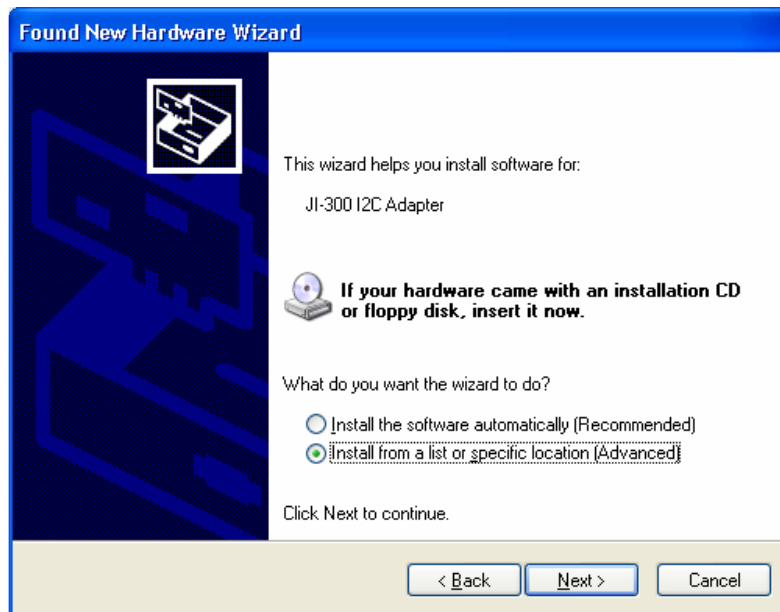 Found New Hardware Wizard
This wizard helps you install software for:
JI-300 I2C Adapter
If your hardware came with an installation CD
or floppy disk, insert it now.
What do you want the wizard to do?
Install the software automatically (Recommended)
Install from a list or specific location (Advanced)
Click Next to continue.
< Back Next > Cancel